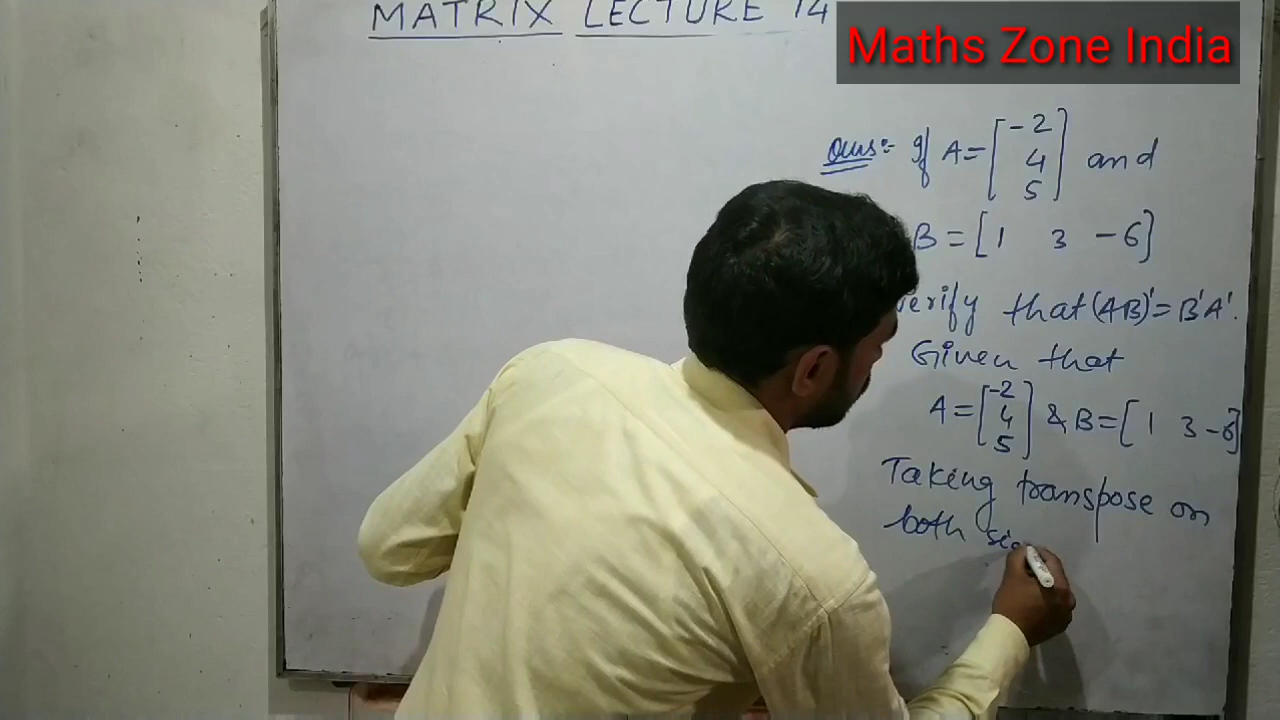 MATRIX LECTURE 14
Maths Zone India
Ques:- If A = [-2
4
5] and
B = [1 3 -6]
verify that (AB)' = B'A'.
Given that
A = [-2
4
5] & B = [1 3 -6]
Taking transpose on
both